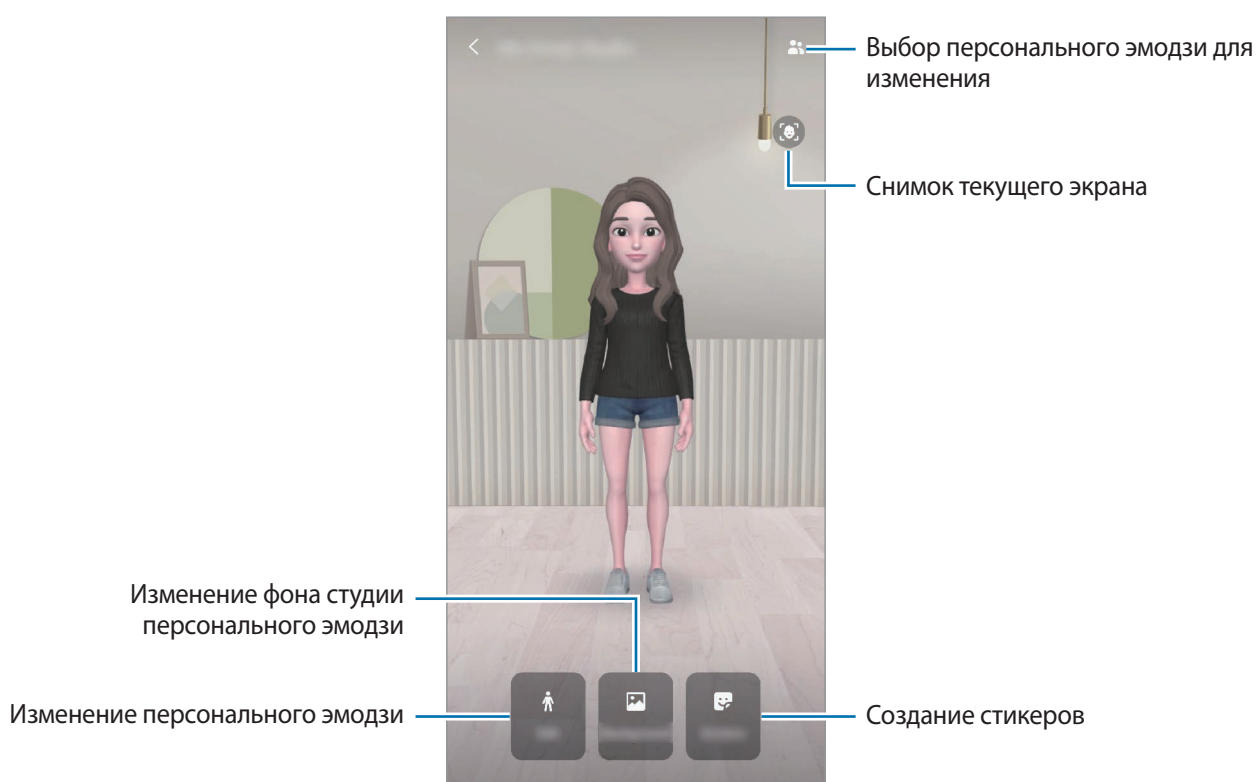 Выбор персонального эмодзи для
изменения
Снимок текущего экрана
Изменение фона студии
персонального эмодзи
Изменение персонального эмодзи
Создание стикеров